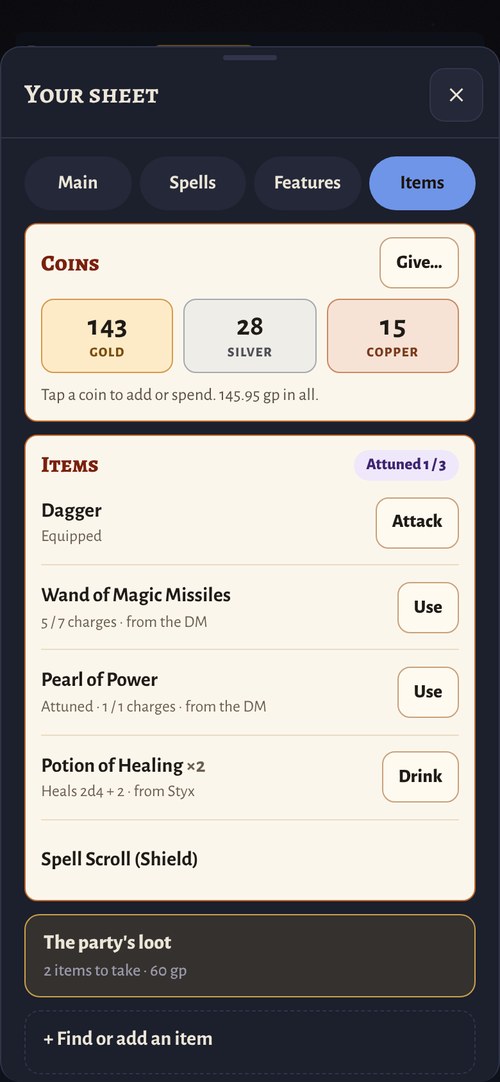 Your sheet
Main
Spells
Features
Items
Coins
Give...
143
GOLD
28
SILVER
15
COPPER
Tap a coin to add or spend. 145.95 gp in all.
Items
Attuned 1 / 3
Dagger
Equipped
Attack
Wand of Magic Missiles
5 / 7 charges · from the DM
Use
Pearl of Power
Attuned · 1 / 1 charges · from the DM
Use
Potion of Healing ×2
Heals 2d4 + 2 · from Styx
Drink
Spell Scroll (Shield)
The party's loot
2 items to take · 60 gp
+ Find or add an item